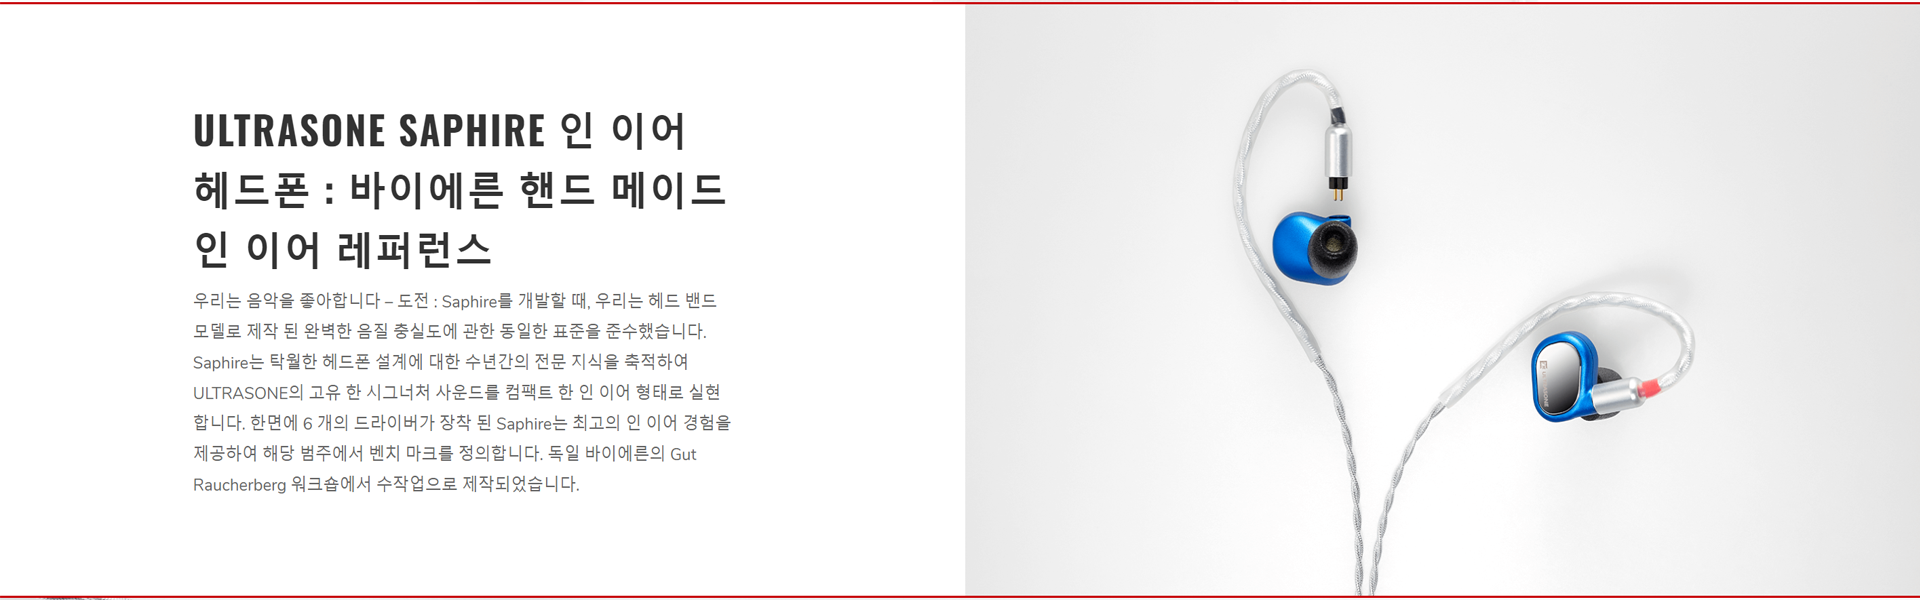 ULTRASONE SAPHIRE 인 이어
헤드폰 : 바이에른 핸드 메이드
인 이어 레퍼런스
우리는 음악을 좋아합니다 – 도전 : Saphire를 개발할 때, 우리는 헤드 밴드
모델로 제작 된 완벽한 음질 충실도에 관한 동일한 표준을 준수했습니다.
Saphire는 탁월한 헤드폰 설계에 대한 수년간의 전문 지식을 축적하여
ULTRASONE의 고유 한 시그너처 사운드를 컴팩트 한 인 이어 형태로 실현
합니다. 한면에 6 개의 드라이버가 장착 된 Saphire는 최고의 인 이어 경험을
제공하여 해당 범주에서 벤치 마크를 정의합니다. 독일 바이에른의 Gut
Raucherberg 워크숍에서 수작업으로 제작되었습니다.
ULTRASONE